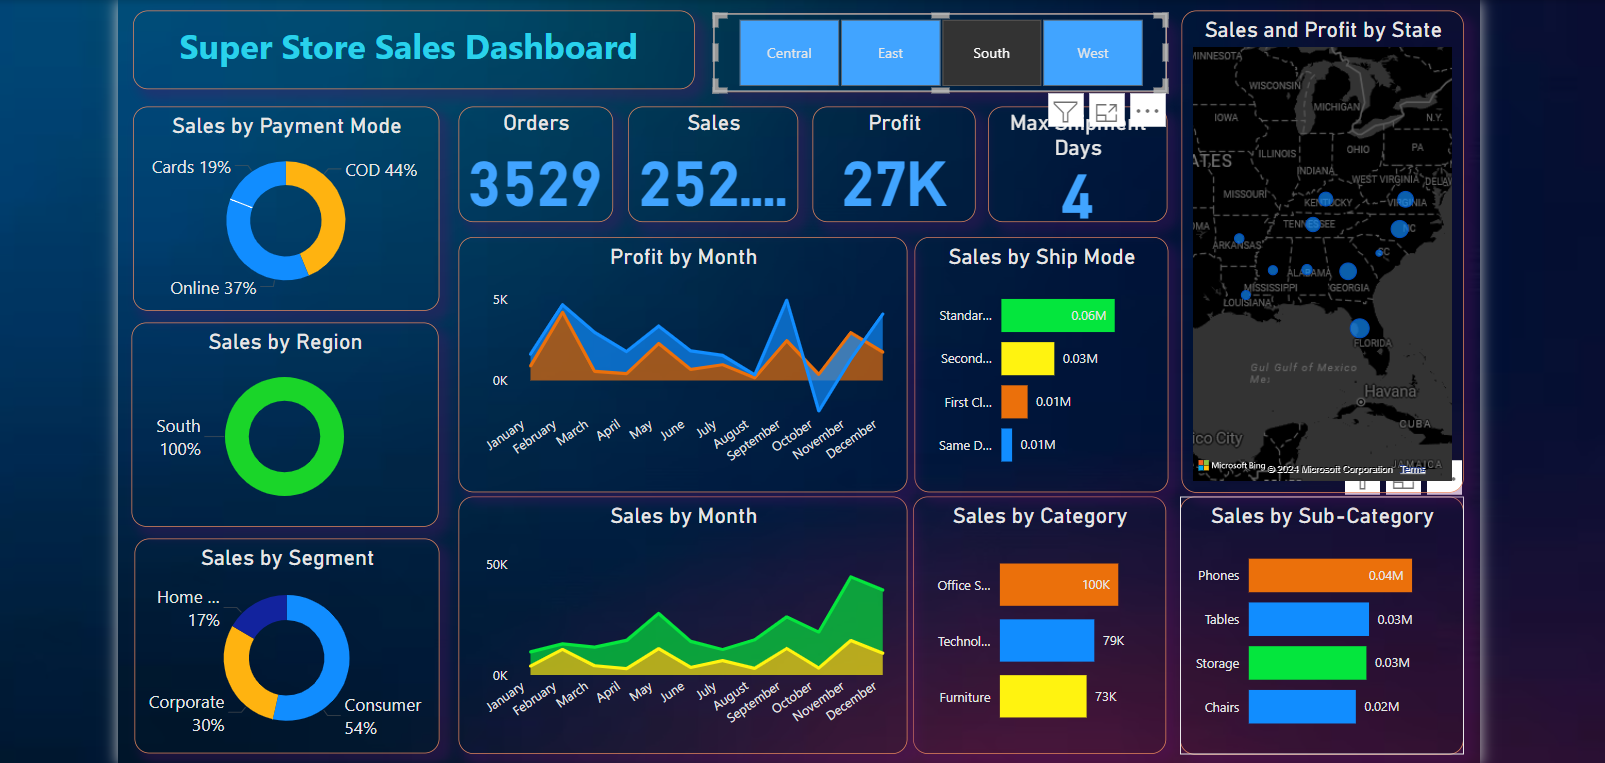 Super Store Sales Dashboard
Central
East
South
West
Sales by Payment Mode
Cards 19%
COD 44%
Online 37%
Orders
3529
Sales
252....
Profit
27K
Max Shipment
Days
4
Sales and Profit by State
MINNESOTA
WISCONSIN
MICHIGAN
IOWA
N.Y.
ILLINOIS
OHIO
PA
ATES
INDIANA
WEST VIRGINIA
DELAV
MISSOURI
KENTUCKY
VIRGINIA
MA
TENNESSEE
NC
ARKANSAS
SC
ALABAMA
MISSISSIPPI
GEORGIA
LOUISIANA
FLORIDA
Gul Gulf of Mexico
Me:
Havana
CUBA
ico City
JAMAICA
Microsoft Bing
© 2024 Microsoft Corporation
Terms
Sales by Region
South
100%
Profit by Month
5K
0K
January
February
March
April
May
June
July
August
September
October
November
December
Sales by Ship Mode
Standar...
0.06M
Second...
0.03M
First Cl...
0.01M
Same D...
0.01M
Sales by Segment
Home ...
17%
Corporate
30%
Consumer
54%
Sales by Month
50K
0K
January
February
March
April
May
June
July
August
September
October
November
December
Sales by Category
Office S...
100K
Technol...
79K
Furniture
73K
Sales by Sub-Category
Phones
0.04M
Tables
0.03M
Storage
0.03M
Chairs
0.02M